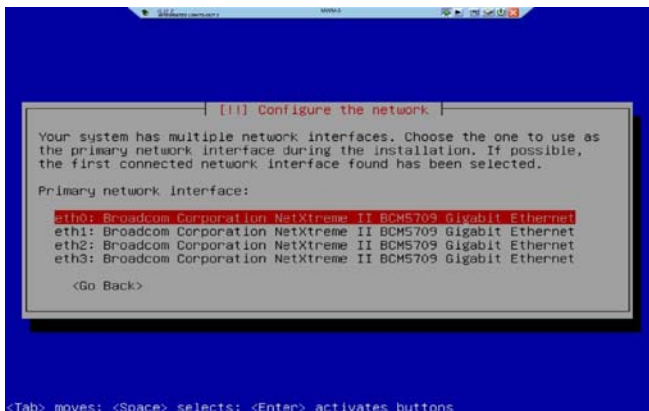 [!!] Configure the network
Your system has multiple network interfaces. Choose the one to use as
the primary network interface during the installation. If possible,
the first connected network interface found has been selected.
Primary network interface:
eth0: Broadcom Corporation NetXtreme II BCM5709 Gigabit Ethernet
eth1: Broadcom Corporation NetXtreme II BCM5709 Gigabit Ethernet
eth2: Broadcom Corporation NetXtreme II BCM5709 Gigabit Ethernet
eth3: Broadcom Corporation NetXtreme II BCM5709 Gigabit Ethernet
<Go Back>
<Tab> moves; <Space> selects; <Enter> activates buttons